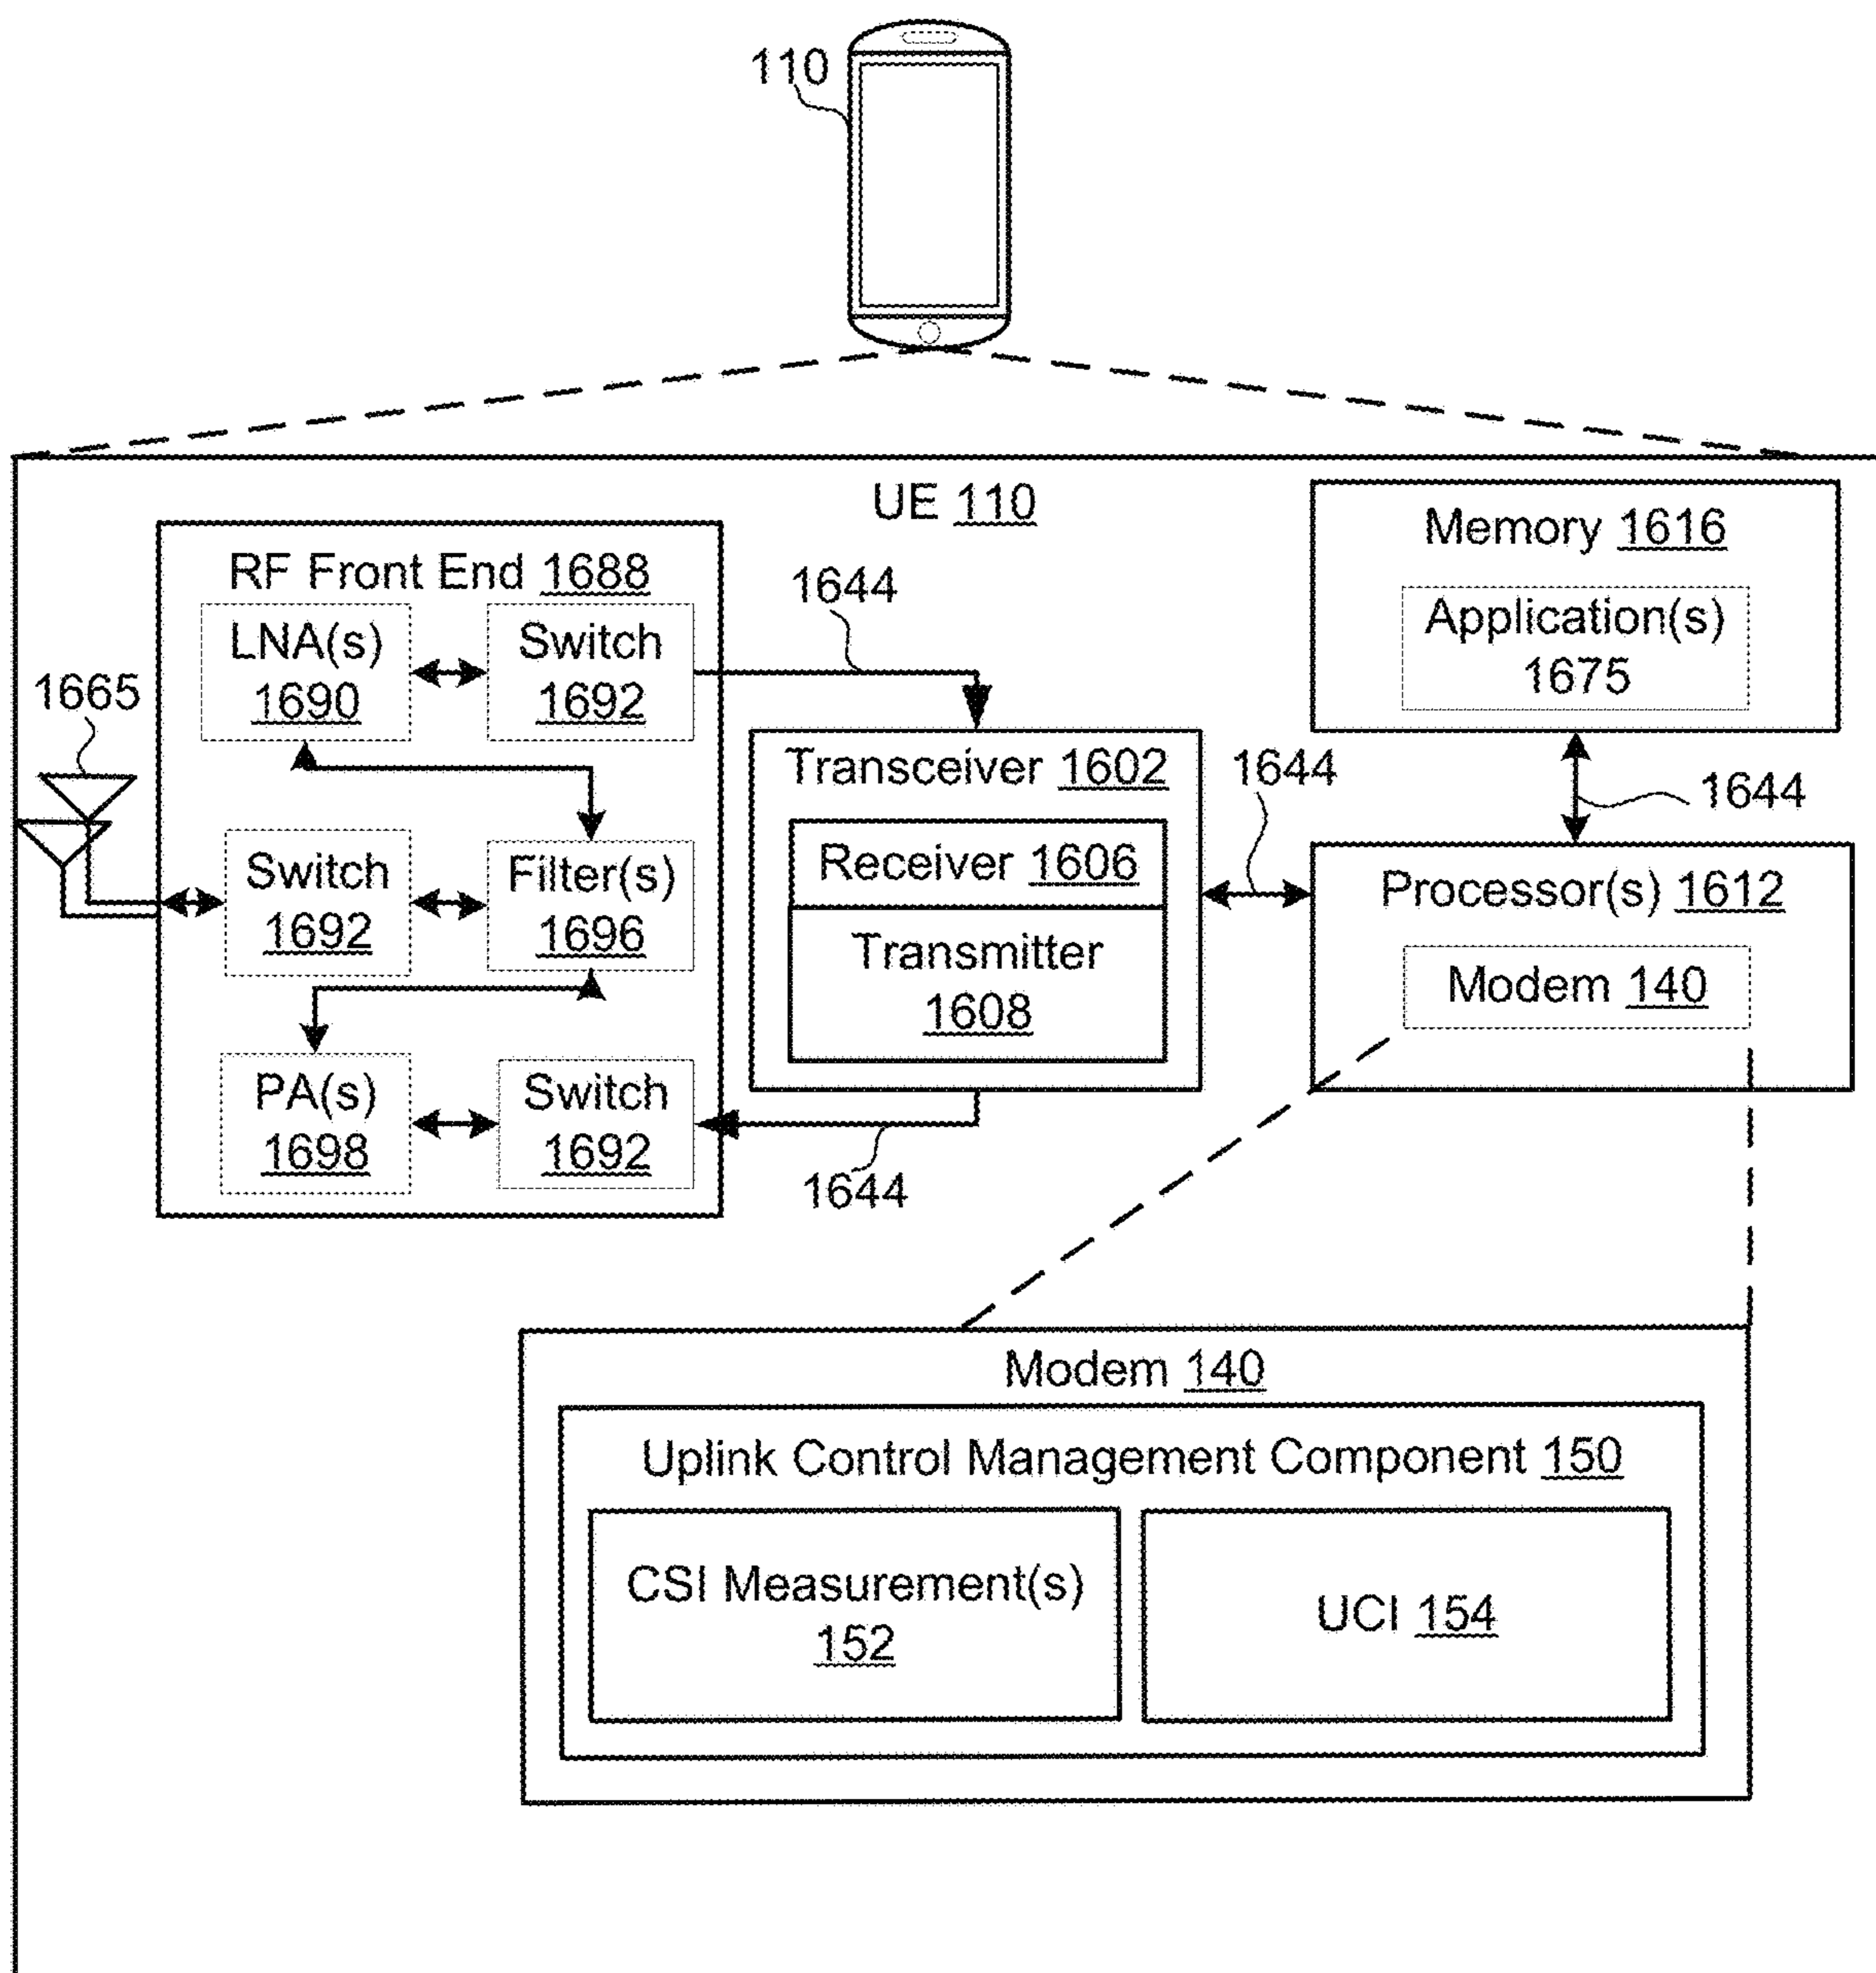 110
UE 110
RF Front End 1688
LNA(s)
1690
Switch
1692
1644
1665
Switch
1692
Filter(s)
1696
PA(s)
1698
Switch
1692
1644
Transceiver 1602
Receiver 1606
Transmitter
1608
1644
Memory 1616
Application(s)
1675
1644
Processor(s) 1612
Modem 140
Modem 140
Uplink Control Management Component 150
CSI Measurement(s)
152
UCI 154